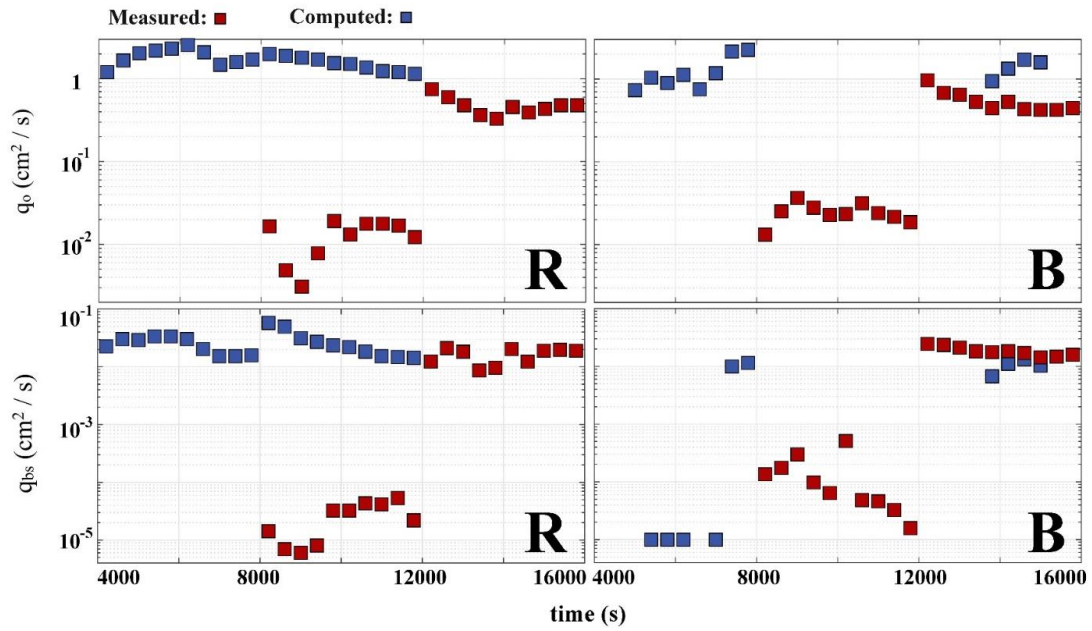 Measured: Computed:
q₀ (cm² / s)
1
10⁻¹
10⁻²
R
B
q_bs (cm² / s)
10⁻¹
10⁻³
10⁻⁵
R
B
4000 8000 12000 16000 4000 8000 12000 16000
time (s)